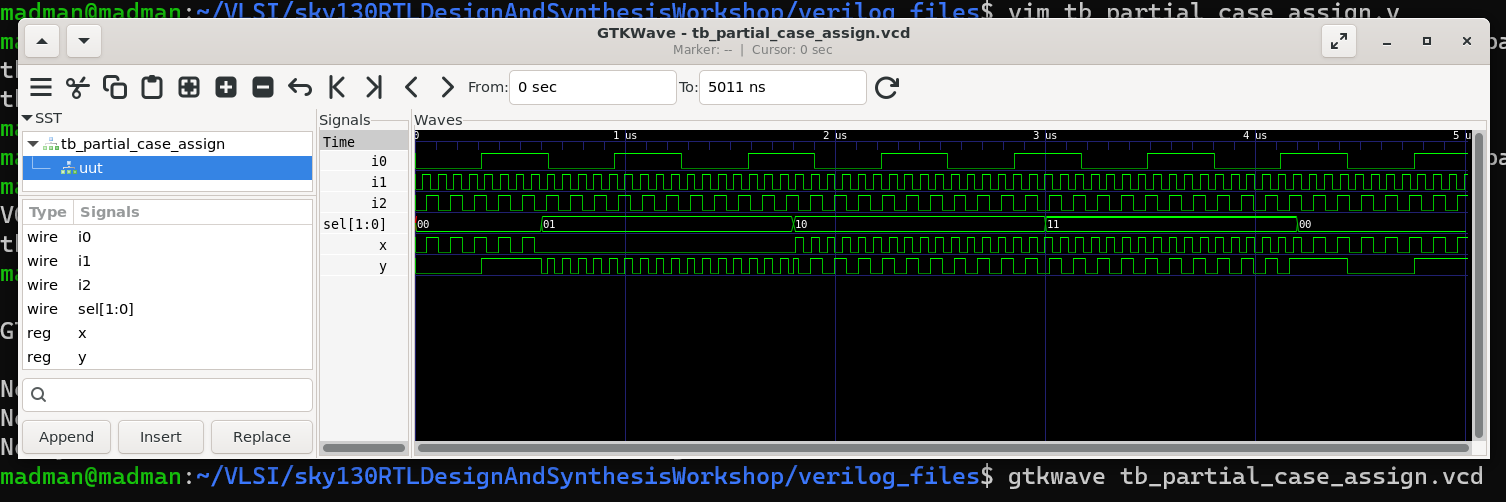 madman@madman:~/VLSI/sky130RTLDesignAndSynthesisWorkshop/verilog_files$ vim tb_partial_case_assign.v
GTKWave - tb_partial_case_assign.vcd
Marker: -- | Cursor: 0 sec
From: 0 sec To: 5011 ns
SST
tb_partial_case_assign
uut
Type Signals
wire i0
wire i1
wire i2
wire sel[1:0]
reg x
reg y
Append Insert Replace
Signals
Time
i0
i1
i2
sel[1:0]
x
y
Waves
0 1 us 2 us 3 us 4 us 5 u
00 01 10 11 00
madman@madman:~/VLSI/sky130RTLDesignAndSynthesisWorkshop/verilog_files$ gtkwave tb_partial_case_assign.vcd